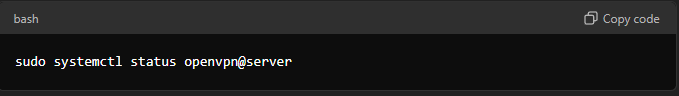 bash
Copy code
sudo systemctl status openvpn@server